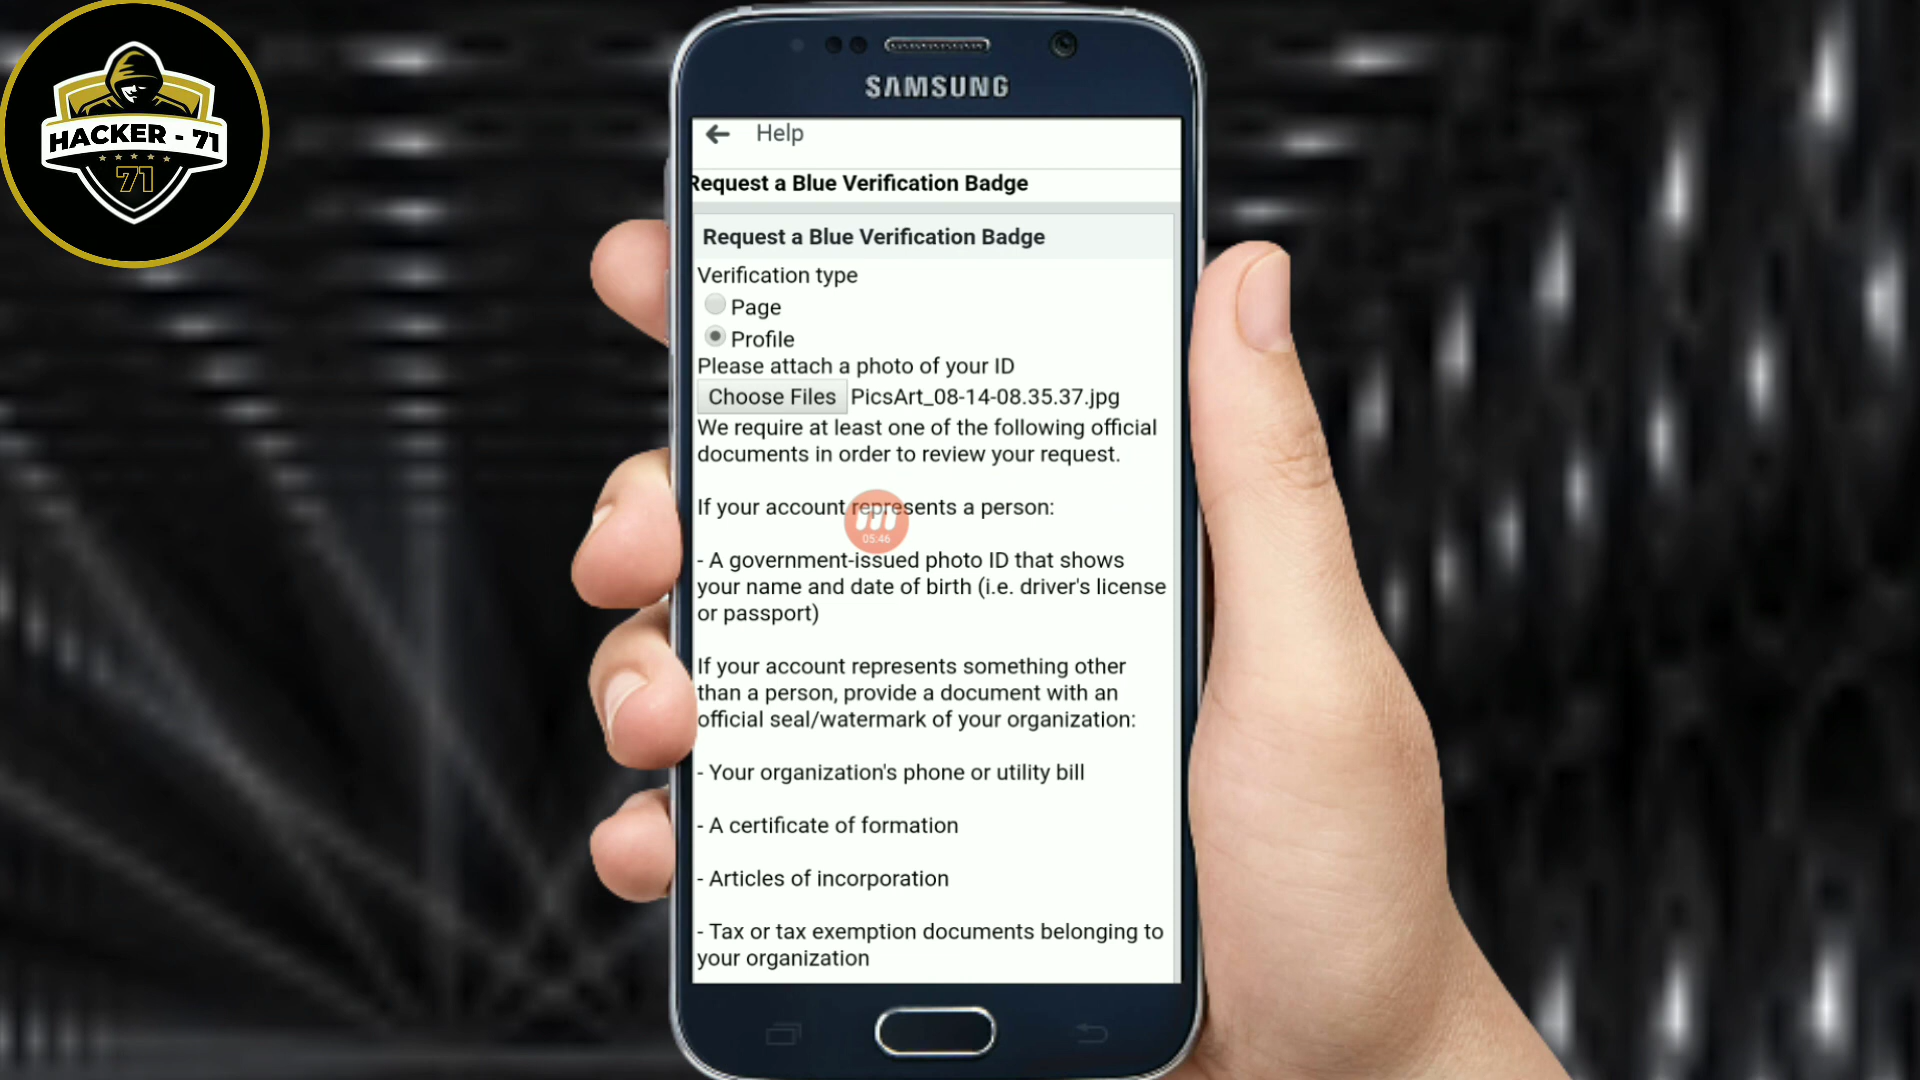 HACKER - 71
71
SAMSUNG
Help
Request a Blue Verification Badge
Request a Blue Verification Badge
Verification type
Page
Profile
Please attach a photo of your ID
Choose Files PicsArt_08-14-08.35.37.jpg
We require at least one of the following official
documents in order to review your request.
If your account represents a person:
05:46
- A government-issued photo ID that shows
your name and date of birth (i.e. driver's license
or passport)
If your account represents something other
than a person, provide a document with an
official seal/watermark of your organization:
- Your organization's phone or utility bill
- A certificate of formation
- Articles of incorporation
- Tax or tax exemption documents belonging to
your organization